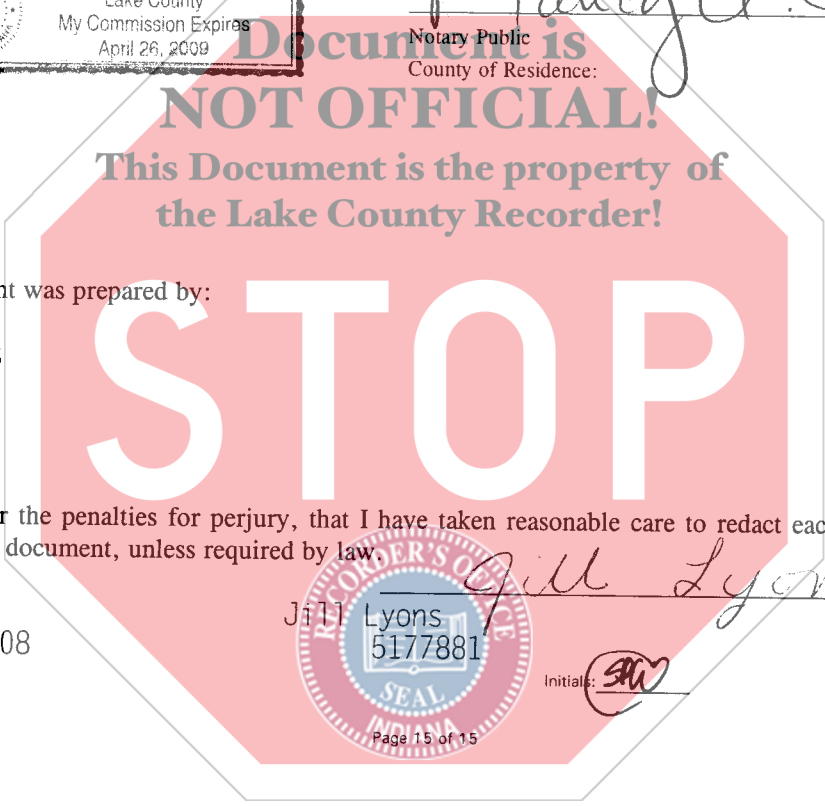 Lake County
My Commission Expires
April 26, 2009
Notary Public
County of Residence:
Document is
NOT OFFICIAL!
This Document is the property of
the Lake County Recorder!
nt was prepared by:
STOP
r the penalties for perjury, that I have taken reasonable care to redact eac
document, unless required by law.
Jill Lyon
Jill Lyons
5177881
08
RECORDER'S OFFICE
SEAL
INDIANA
Initials: SPW
Page 15 of 15